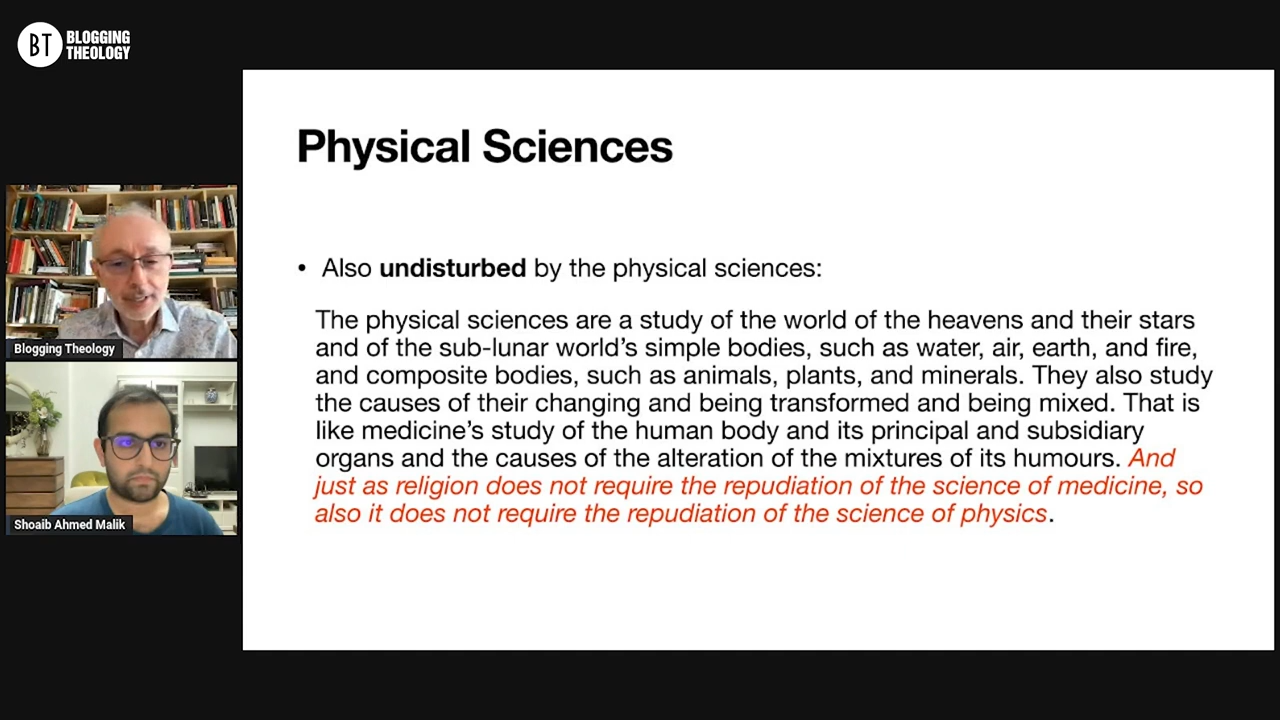 BT BLOGGING
THEOLOGY
Physical Sciences
• Also undisturbed by the physical sciences:
The physical sciences are a study of the world of the heavens and their stars
and of the sub-lunar world's simple bodies, such as water, air, earth, and fire,
and composite bodies, such as animals, plants, and minerals. They also study
the causes of their changing and being transformed and being mixed. That is
like medicine's study of the human body and its principal and subsidiary
organs and the causes of the alteration of the mixtures of its humours. And
just as religion does not require the repudiation of the science of medicine, so
also it does not require the repudiation of the science of physics.
Blogging Theology
Shoaib Ahmed Malik